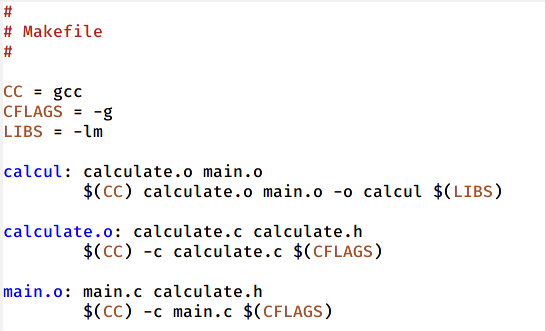 #
# Makefile
#

CC = gcc
CFLAGS = -g
LIBS = -lm

calcul: calculate.o main.o
        $(CC) calculate.o main.o -o calcul $(LIBS)

calculate.o: calculate.c calculate.h
        $(CC) -c calculate.c $(CFLAGS)

main.o: main.c calculate.h
        $(CC) -c main.c $(CFLAGS)